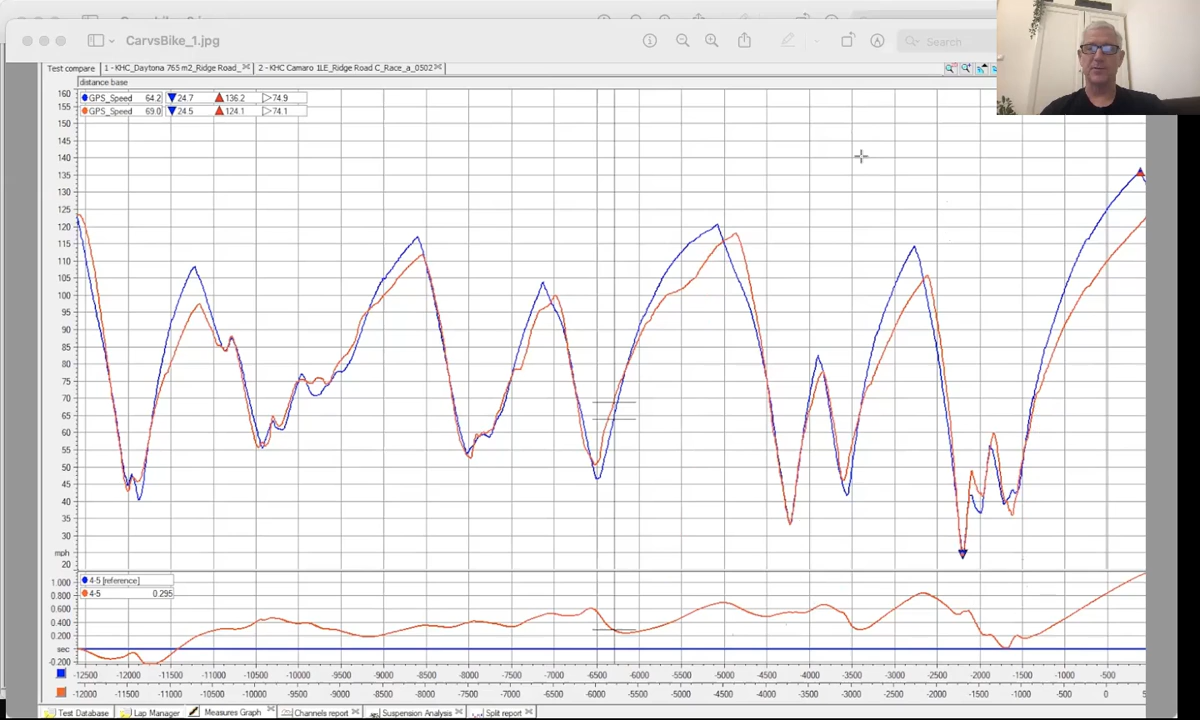 CarvsBike_1.jpg
Search
Test compare 1 - KHC_Daytona 765 m2_Ridge Road_ 2 - KHC Camaro 1LE_Ridge Road C_Race_a_0502
distance base
160
GPS_Speed 64.2 24.7 136.2 74.9
155
GPS_Speed 69.0 24.5 124.1 74.1
150
145
140
135
130
125
120
115
110
105
100
95
90
85
80
75
70
65
60
55
50
45
40
35
30
mph
20
1.000 4-5 [reference]
0.800 4-5 0.295
0.600
0.400
0.200
sec
-0.200
-12500 -12000 -11500 -11000 -10500 -10000 -9500 -9000 -8500 -8000 -7500 -7000 -6500 -6000 -5500 -5000 -4500 -4000 -3500 -3000 -2500 -2000 -1500 -1000 -500
-12000 -11500 -11000 -10500 -10000 -9500 -9000 -8500 -8000 -7500 -7000 -6500 -6000 -5500 -5000 -4500 -4000 -3500 -3000 -2500 -2000 -1500 -1000 -500 0
Test Database Lap Manager Measures Graph Channels report Suspension Analysis Split report